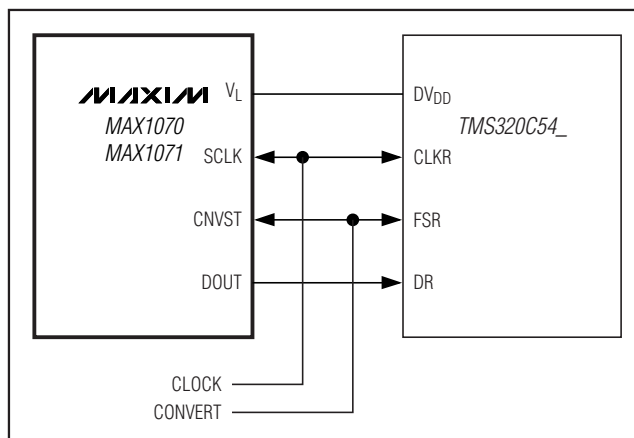 MAXIM
MAX1070
MAX1071
VL
SCLK
CNVST
DOUT
DVDD
TMS320C54_
CLKR
FSR
DR
CLOCK
CONVERT